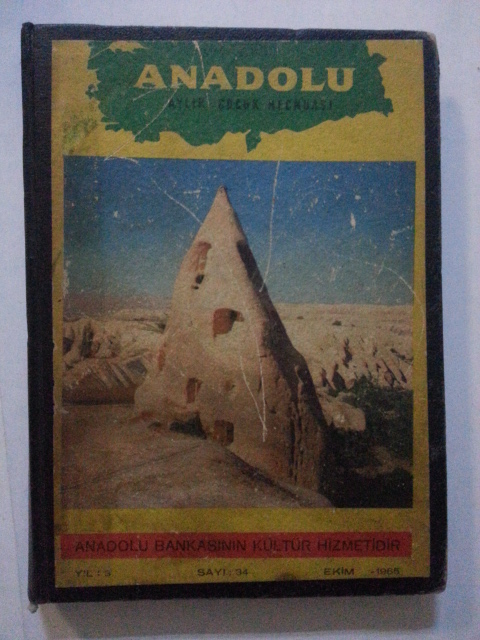 ANADOLU
AYLIK ÇOCUK MECMUASI
ANADOLU BANKASININ KÜLTÜR HİZMETİDİR
YIL : 3 SAYI : 34 EKİM - 1965